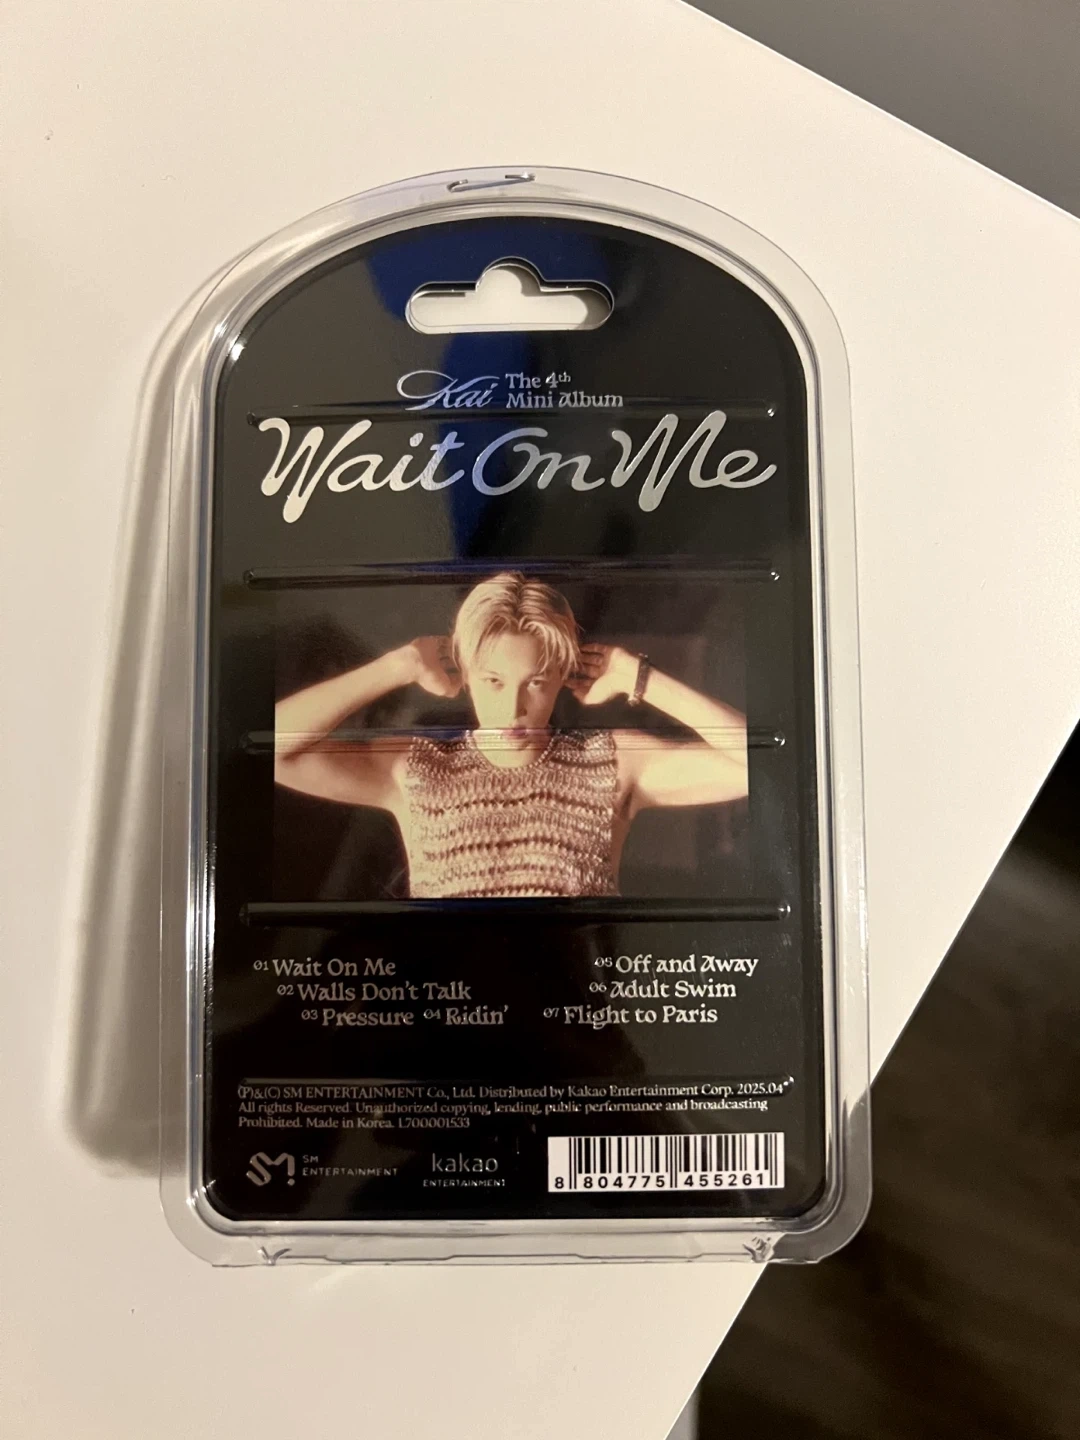 Kai The 4th
Mini Album
Wait On Me
01 Wait On Me
02 Walls Don't Talk
03 Pressure 04 Ridin'
05 Off and Away
06 Adult Swim
07 Flight to Paris
(P)&(C) SM ENTERTAINMENT Co., Ltd. Distributed by Kakao Entertainment Corp. 2025.04
All rights Reserved. Unauthorized copying, lending, public performance and broadcasting
Prohibited. Made in Korea. L700001533
SM
ENTERTAINMENT
kakao
ENTERTAINMENT
8 804775 455261